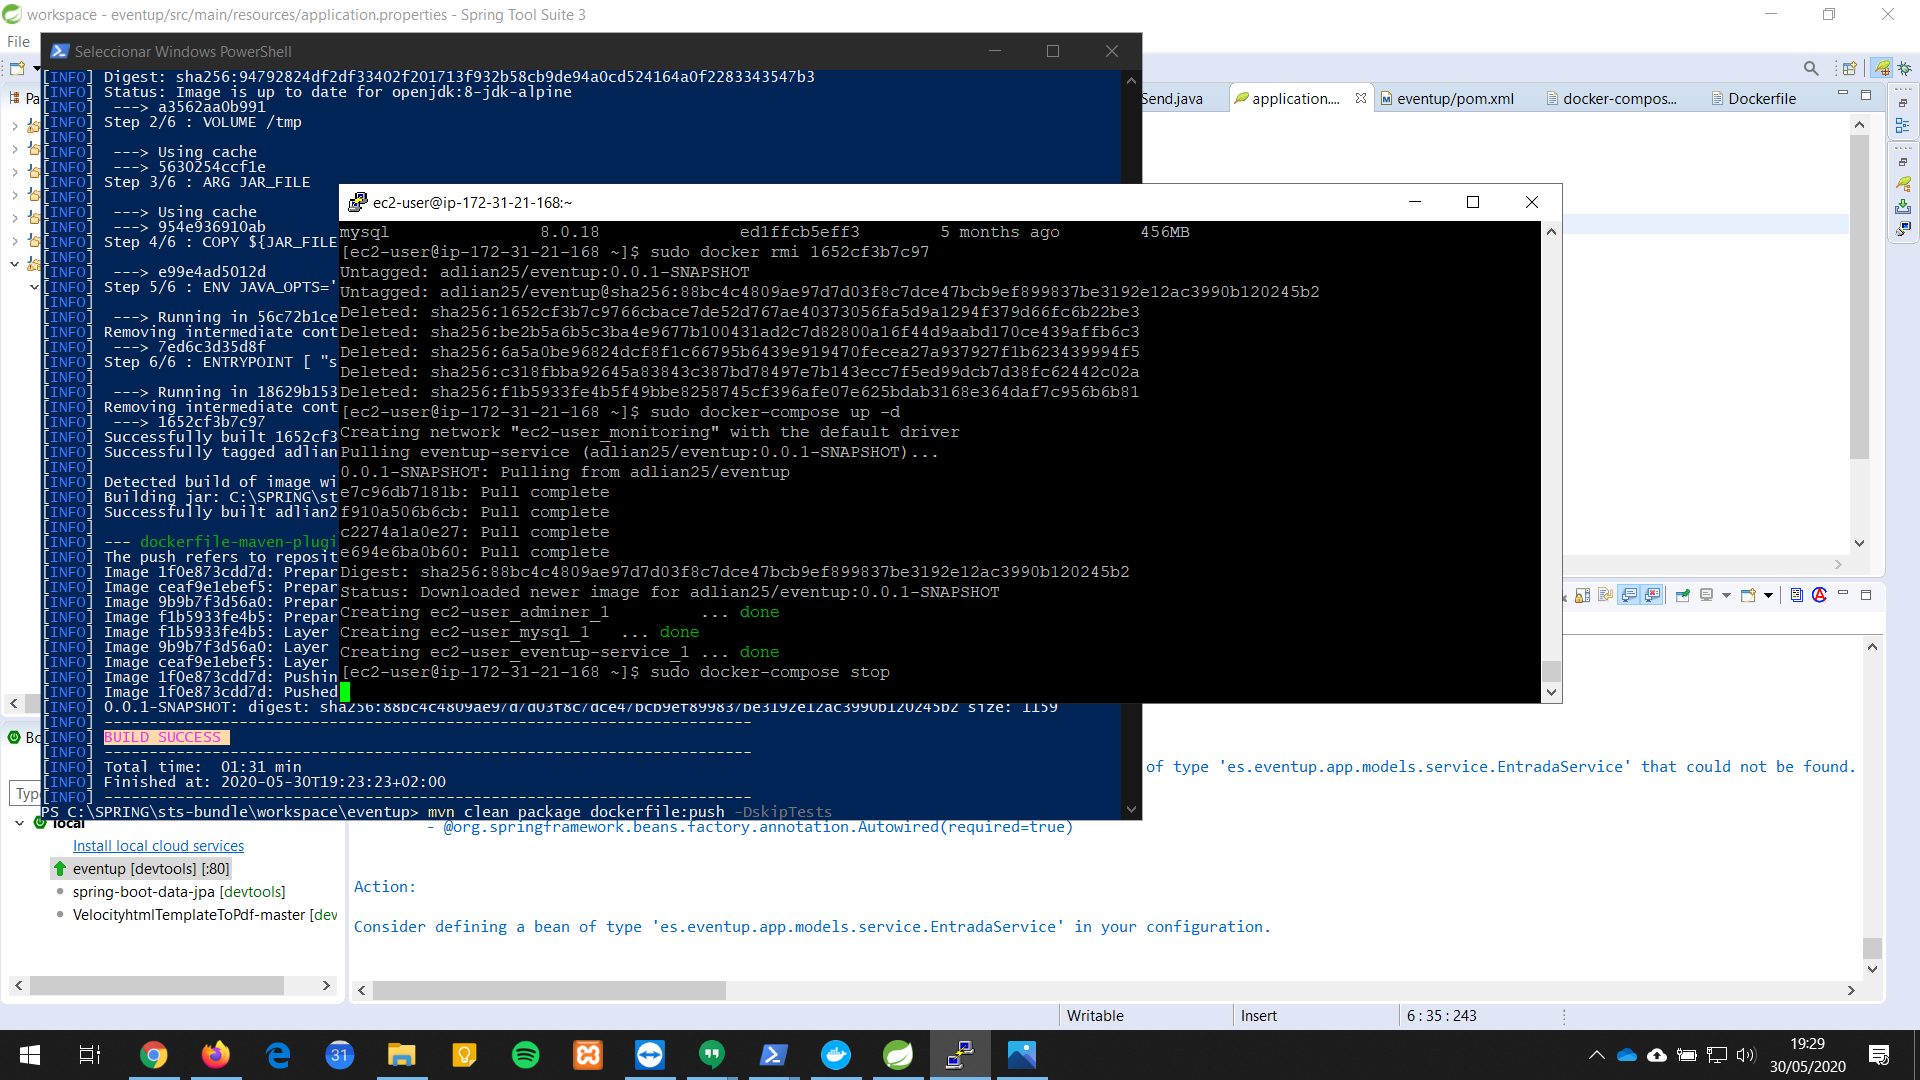 workspace - eventup/src/main/resources/application.properties - Spring Tool Suite 3
File
Seleccionar Windows PowerShell
[INFO] Digest: sha256:94792824df2df33402f201713f932b58cb9de94a0cd524164a0f2283343547b3
[INFO] Status: Image is up to date for openjdk:8-jdk-alpine
[INFO]  ---> a3562aa0b991
[INFO] Step 2/6 : VOLUME /tmp
[INFO]
[INFO]  ---> Using cache
[INFO]  ---> 5630254ccf1e
[INFO] Step 3/6 : ARG JAR_FILE
[INFO]
[INFO]  ---> Using cache
[INFO]  ---> 954e936910ab
[INFO] Step 4/6 : COPY ${JAR_FILE
[INFO]
[INFO]  ---> e99e4ad5012d
[INFO] Step 5/6 : ENV JAVA_OPTS='
[INFO]
[INFO]  ---> Running in 56c72b1ce
[INFO] Removing intermediate cont
[INFO]  ---> 7ed6c3d35d8f
[INFO] Step 6/6 : ENTRYPOINT [ "s
[INFO]
[INFO]  ---> Running in 18629b153
[INFO] Removing intermediate cont
[INFO]  ---> 1652cf3b7c97
[INFO] Successfully built 1652cf3
[INFO] Successfully tagged adlian
[INFO]
[INFO] Detected build of image wi
[INFO] Building jar: C:\SPRING\st
[INFO] Successfully built adlian2
[INFO]
[INFO] --- dockerfile-maven-plugi
[INFO] The push refers to reposit
[INFO] Image 1f0e873cdd7d: Prepar
[INFO] Image ceaf9e1ebef5: Prepar
[INFO] Image 9b9b7f3d56a0: Prepar
[INFO] Image f1b5933fe4b5: Prepar
[INFO] Image f1b5933fe4b5: Layer
[INFO] Image 9b9b7f3d56a0: Layer
[INFO] Image ceaf9e1ebef5: Layer
[INFO] Image 1f0e873cdd7d: Pushin
[INFO] Image 1f0e873cdd7d: Pushed
[INFO] 0.0.1-SNAPSHOT: digest: sha256:88bc4c4809ae97d7d03f8c7dce47bcb9ef899837be3192e12ac3990b120245b2 size: 1159
[INFO] ------------------------------------------------------------------------
[INFO] BUILD SUCCESS
[INFO] ------------------------------------------------------------------------
[INFO] Total time:  01:31 min
[INFO] Finished at: 2020-05-30T19:23:23+02:00
[INFO] ------------------------------------------------------------------------
PS C:\SPRING\sts-bundle\workspace\eventup> mvn clean package dockerfile:push -DskipTests
ec2-user@ip-172-31-21-168:~
mysql               8.0.18              ed1ffcb5eff3        5 months ago        456MB
[ec2-user@ip-172-31-21-168 ~]$ sudo docker rmi 1652cf3b7c97
Untagged: adlian25/eventup:0.0.1-SNAPSHOT
Untagged: adlian25/eventup@sha256:88bc4c4809ae97d7d03f8c7dce47bcb9ef899837be3192e12ac3990b120245b2
Deleted: sha256:1652cf3b7c9766cbace7de52d767ae40373056fa5d9a1294f379d66fc6b22be3
Deleted: sha256:be2b5a6b5c3ba4e9677b100431ad2c7d82800a16f44d9aabd170ce439affb6c3
Deleted: sha256:6a5a0be96824dcf8f1c66795b6439e919470fecea27a937927f1b623439994f5
Deleted: sha256:c318fbba92645a83843c387bd78497e7b143ecc7f5ed99dcb7d38fc62442c02a
Deleted: sha256:f1b5933fe4b5f49bbe8258745cf396afe07e625bdab3168e364daf7c956b6b81
[ec2-user@ip-172-31-21-168 ~]$ sudo docker-compose up -d
Creating network "ec2-user_monitoring" with the default driver
Pulling eventup-service (adlian25/eventup:0.0.1-SNAPSHOT)...
0.0.1-SNAPSHOT: Pulling from adlian25/eventup
e7c96db7181b: Pull complete
f910a506b6cb: Pull complete
c2274a1a0e27: Pull complete
e694e6ba0b60: Pull complete
Digest: sha256:88bc4c4809ae97d7d03f8c7dce47bcb9ef899837be3192e12ac3990b120245b2
Status: Downloaded newer image for adlian25/eventup:0.0.1-SNAPSHOT
Creating ec2-user_adminer_1         ... done
Creating ec2-user_mysql_1   ... done
Creating ec2-user_eventup-service_1 ... done
[ec2-user@ip-172-31-21-168 ~]$ sudo docker-compose stop
Send.java
application....
eventup/pom.xml
docker-compos...
Dockerfile
Pa
Bo
Type
local
Install local cloud services
eventup [devtools] [:80]
spring-boot-data-jpa [devtools]
VelocityhtmlTemplateToPdf-master [dev
of type 'es.eventup.app.models.service.EntradaService' that could not be found.
- @org.springframework.beans.factory.annotation.Autowired(required=true)
Action:
Consider defining a bean of type 'es.eventup.app.models.service.EntradaService' in your configuration.
Writable
Insert
6 : 35 : 243
31
19:29
30/05/2020